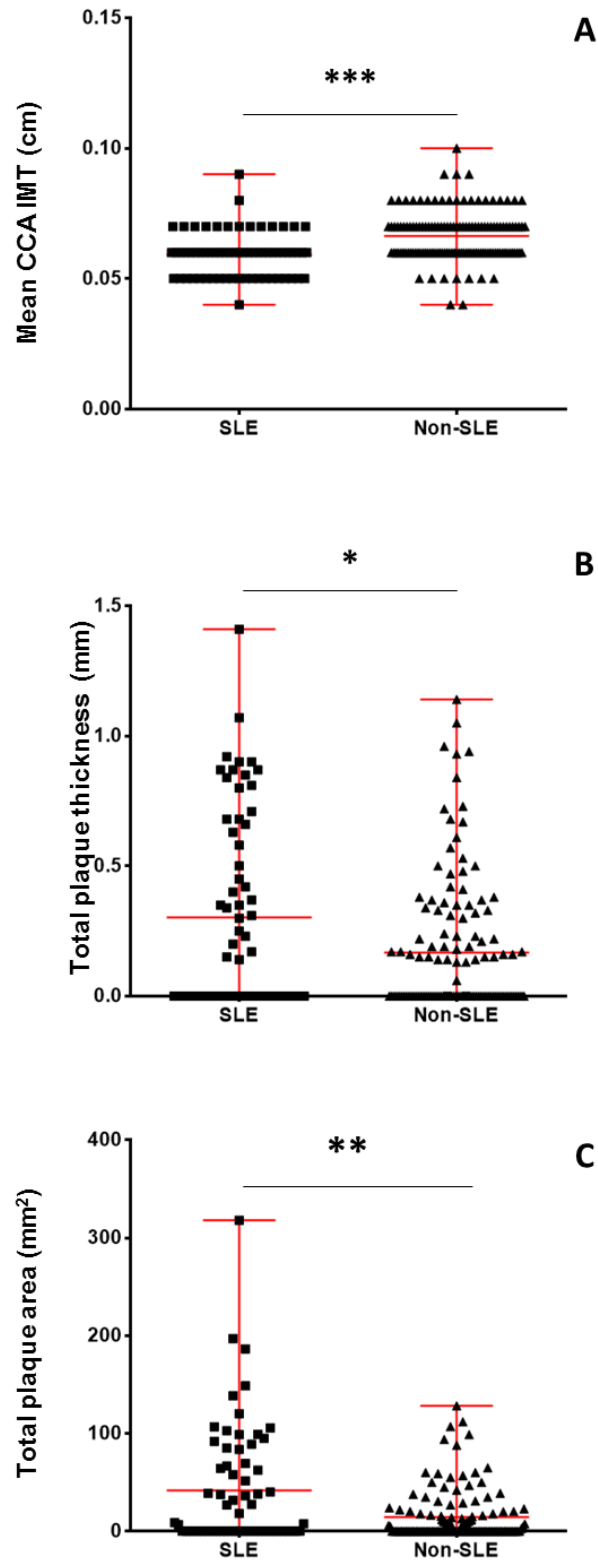 A
***
Mean CCA IMT (cm)
0.15
0.10
0.05
0.00
SLE Non-SLE
B
*
Total plaque thickness (mm)
1.5
1.0
0.5
0.0
SLE Non-SLE
C
**
Total plaque area (mm²)
400
300
200
100
0
SLE Non-SLE